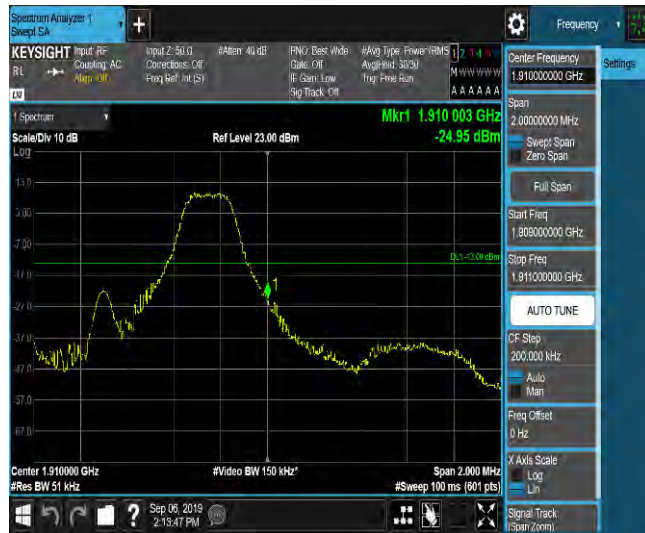 Spectrum Analyzer 1
Swept SA
+
Frequency
KEYSIGHT Input: RF Input Z: 50 Ω #Atten: 40 dB PNO: Best Wide #Avg Type: Power (RMS 1 2 3 4 5 6
RL Coupling: AC Corrections: Off Gate: Off Avg|Hold: 30/30 M W W W W W
Align: Off Freq Ref: Int (S) IF Gain: Low Trig: Free Run
Sig Track: Off A A A A A A
1 Spectrum
Mkr1 1.910 003 GHz
Scale/Div 10 dB Ref Level 23.00 dBm -24.95 dBm
Log
13.0
3.00
-7.00
DL1 -13.00 dBm
-17.0
1
-27.0
-37.0
-47.0
-57.0
-67.0
Center 1.910000 GHz #Video BW 150 kHz* Span 2.000 MHz
#Res BW 51 kHz #Sweep 100 ms (601 pts)
Sep 06, 2019
2:13:47 PM
?
Center Frequency
1.910000000 GHz
Settings
Span
2.00000000 MHz
Swept Span
Zero Span
Full Span
Start Freq
1.909000000 GHz
Stop Freq
1.911000000 GHz
AUTO TUNE
CF Step
200.000 kHz
Auto
Man
Freq Offset
0 Hz
X Axis Scale
Log
Lin
Signal Track
(Span Zoom)